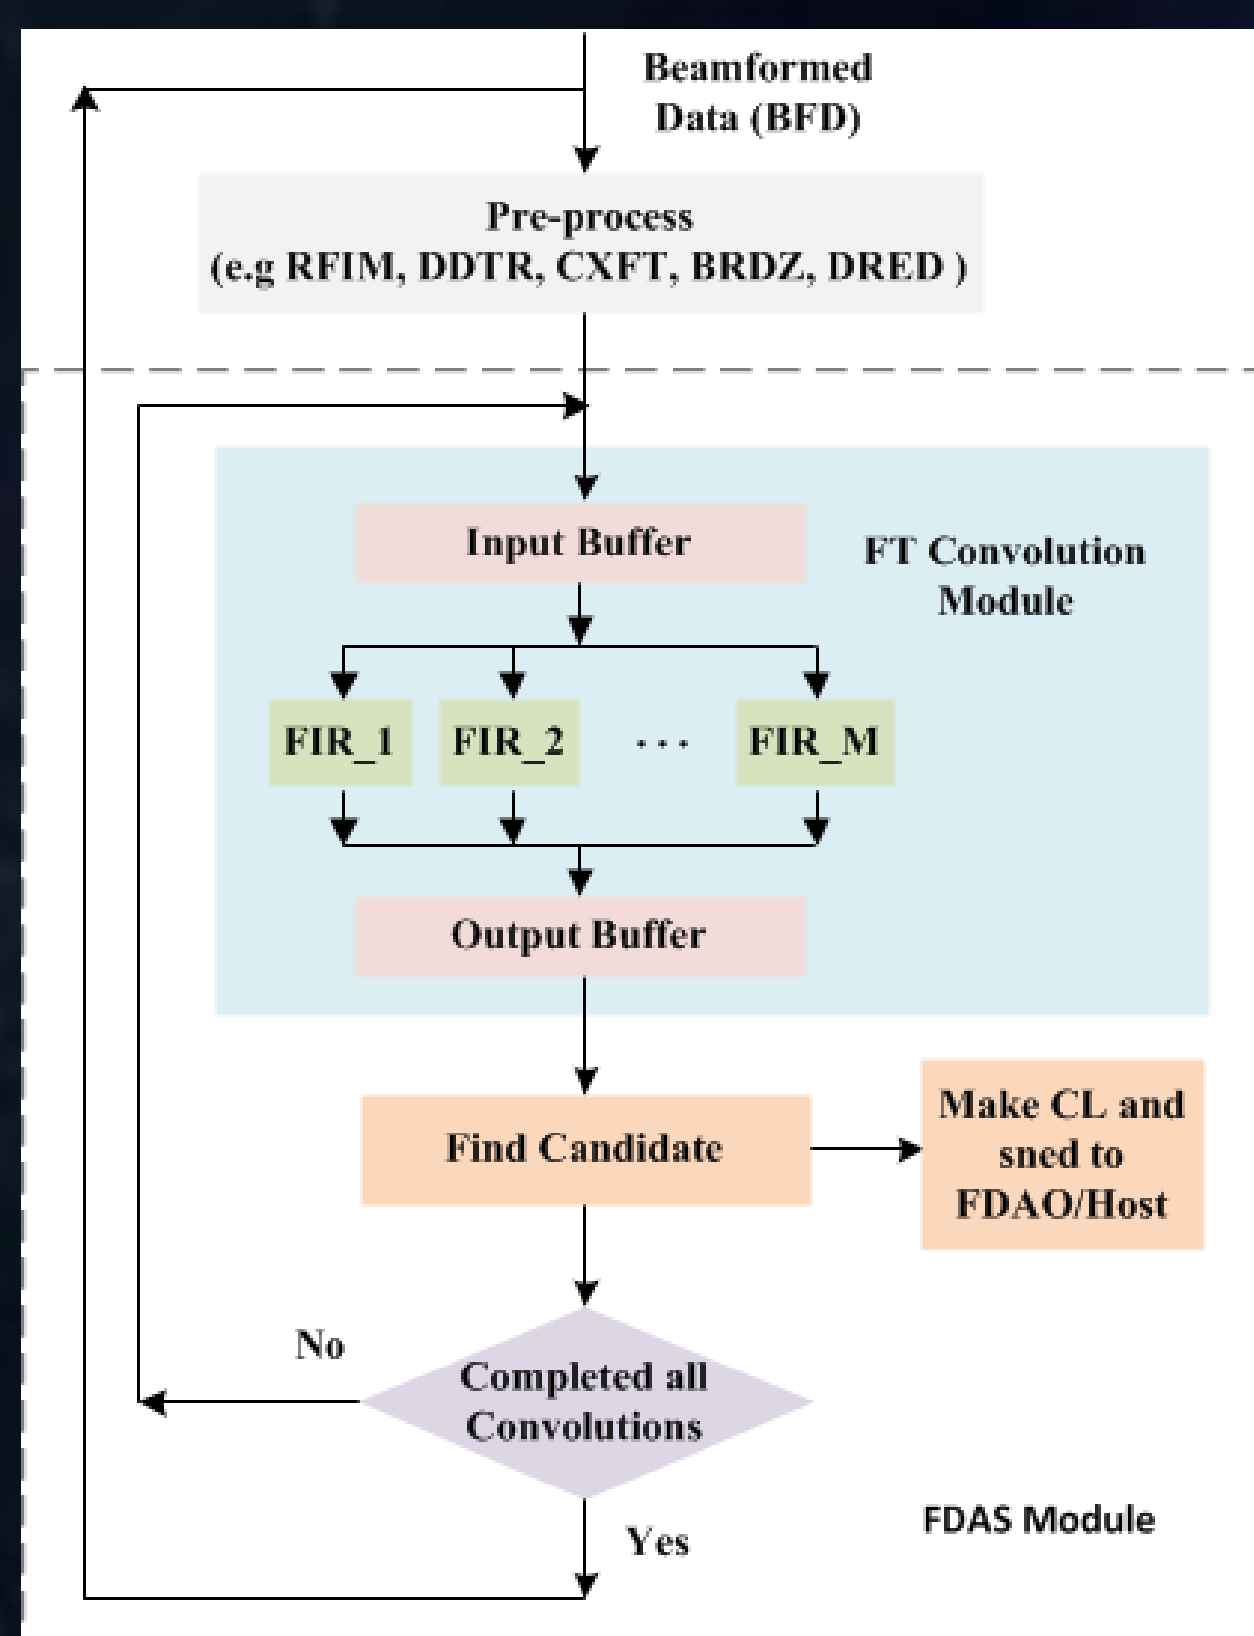 Beamformed
Data (BFD)
Pre-process
(e.g RFIM, DDTR, CXFT, BRDZ, DRED )
Input Buffer
FT Convolution
Module
FIR_1 FIR_2 ... FIR_M
Output Buffer
Find Candidate
Make CL and
sned to
FDAO/Host
No
Completed all
Convolutions
Yes
FDAS Module